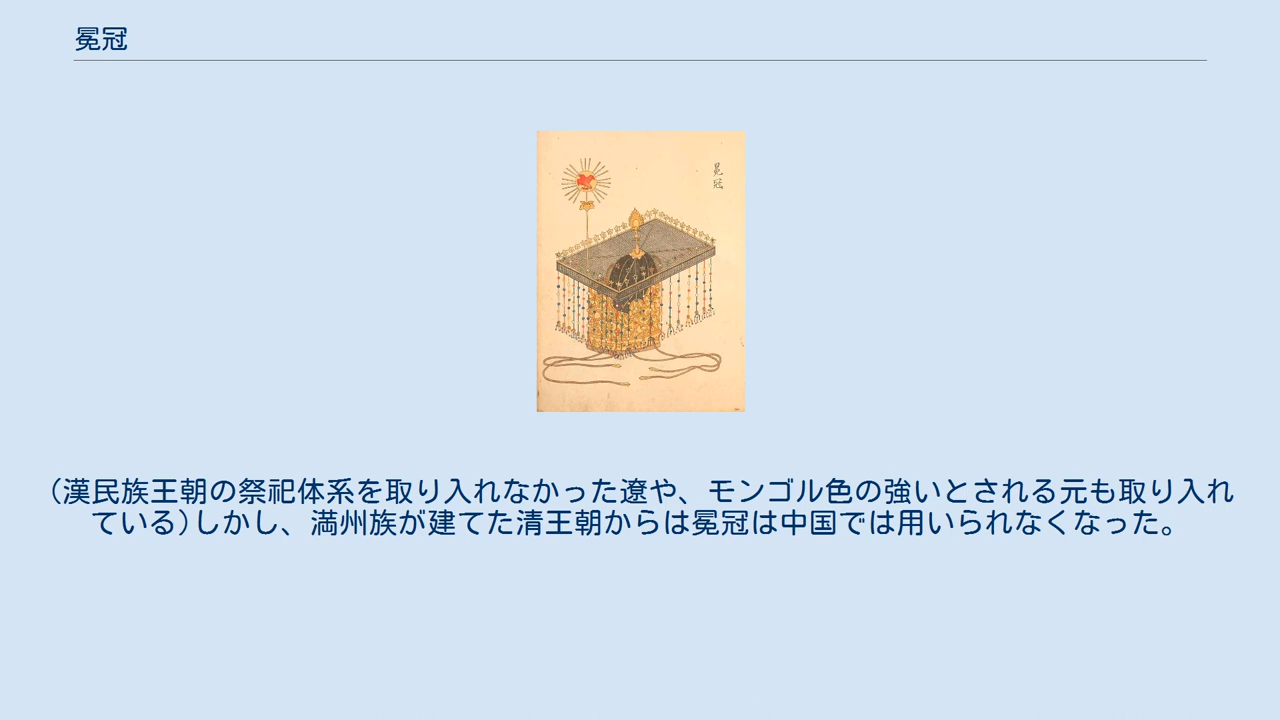 冕冠
冕冠
(漢民族王朝の祭祀体系を取り入れなかった遼や、モンゴル色の強いとされる元も取り入れ
ている)しかし、満州族が建てた清王朝からは冕冠は中国では用いられなくなった。